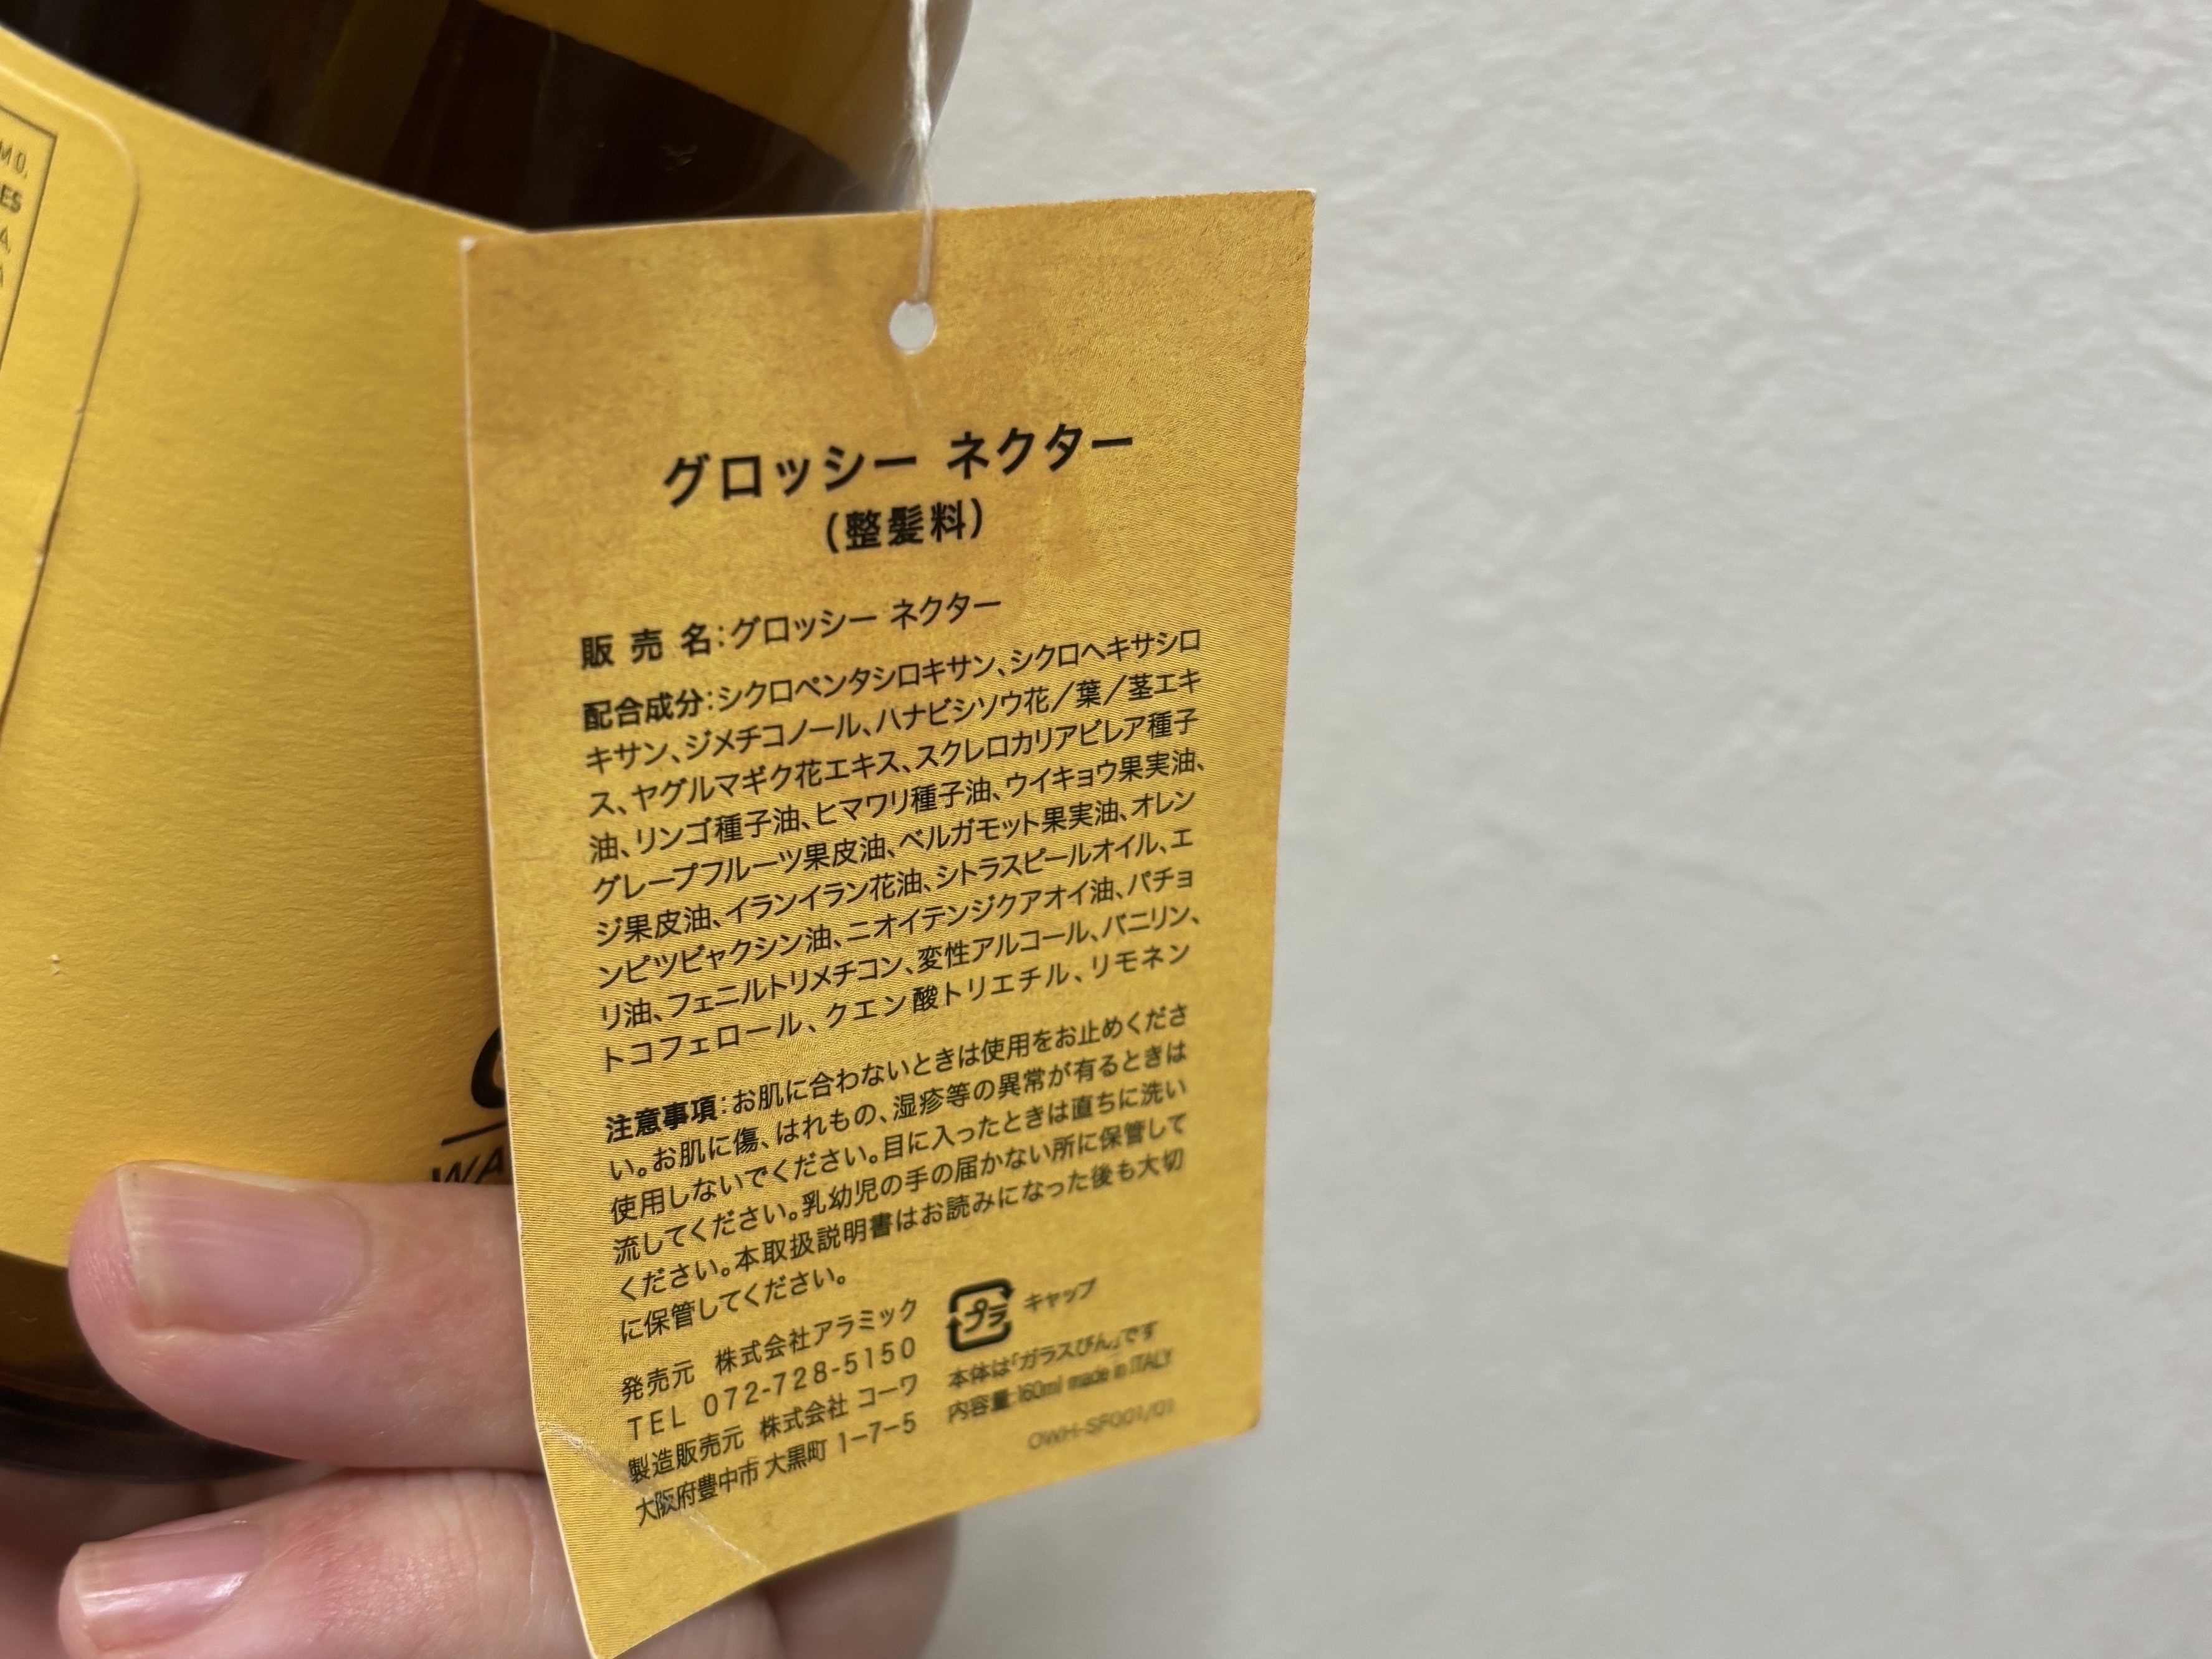 MO,
ES
A,
A
WA
グロッシー ネクター
(整髪料)
販 売 名:グロッシー ネクター
配合成分:シクロペンタシロキサン、シクロヘキサシロ
キサン、ジメチコノール、ハナビシソウ花／葉／茎エキ
ス、ヤグルマギク花エキス、スクレロカリアビレア種子
油、リンゴ種子油、ヒマワリ種子油、ウイキョウ果実油、
グレープフルーツ果皮油、ベルガモット果実油、オレン
ジ果皮油、イランイラン花油、シトラスピールオイル、エ
ンピツビャクシン油、ニオイテンジクアオイ油、パチョ
リ油、フェニルトリメチコン、変性アルコール、バニリン、
トコフェロール、クエン酸トリエチル、リモネン
注意事項:お肌に合わないときは使用をお止めくださ
い。お肌に傷、はれもの、湿疹等の異常が有るときは
使用しないでください。目に入ったときは直ちに洗い
流してください。乳幼児の手の届かない所に保管して
ください。本取扱説明書はお読みになった後も大切
に保管してください。
発売元 株式会社アラミック
TEL 072-728-5150
製造販売元 株式会社 コーワ
大阪府豊中市大黒町 1−7−5
プラ キャップ
本体は「ガラスびん」です
内容量:160ml made in ITALY
OWH-SF001/01